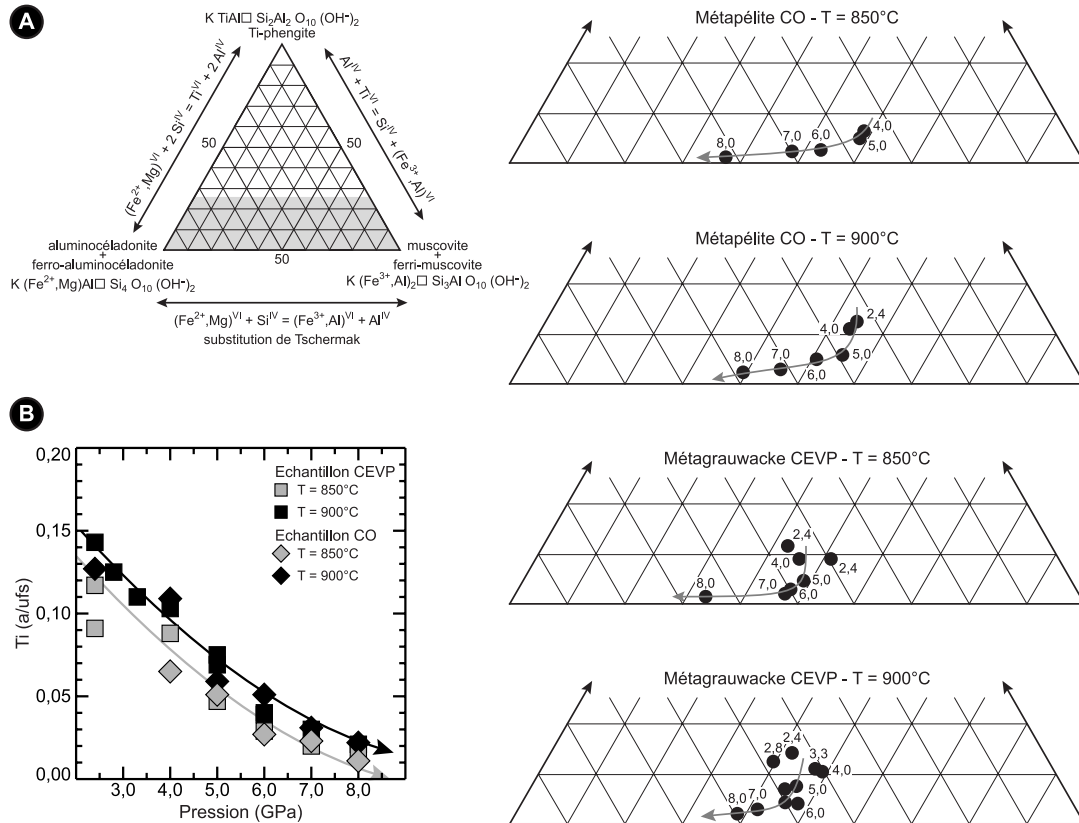 A
K TiAl□ Si2Al2 O10 (OH-)2
Ti-phengite
(Fe2+,Mg)VI + 2 SiIV = TiVI + 2 AlIV
AlIV + TiVI = SiIV + (Fe3+,Al)VI
50
50
50
aluminocéladonite
+
ferro-aluminocéladonite
K (Fe2+,Mg)Al□ Si4 O10 (OH-)2
muscovite
+
ferri-muscovite
K (Fe3+,Al)2□ Si3Al O10 (OH-)2
(Fe2+,Mg)VI + SiIV = (Fe3+,Al)VI + AlIV
substitution de Tschermak
Métapélite CO - T = 850°C
8,0
7,0
6,0
4,0
5,0
Métapélite CO - T = 900°C
2,4
4,0
8,0
7,0
6,0
5,0
B
0,20
0,15
0,10
0,05
0,00
Ti (a/ufs)
Echantillon CEVP
T = 850°C
T = 900°C
Echantillon CO
T = 850°C
T = 900°C
3,0 4,0 5,0 6,0 7,0 8,0
Pression (GPa)
Métagrauwacke CEVP - T = 850°C
2,4
4,0
2,4
8,0
7,0
5,0
6,0
Métagrauwacke CEVP - T = 900°C
2,4
2,8
3,3
4,0
8,0
7,0
5,0
6,0